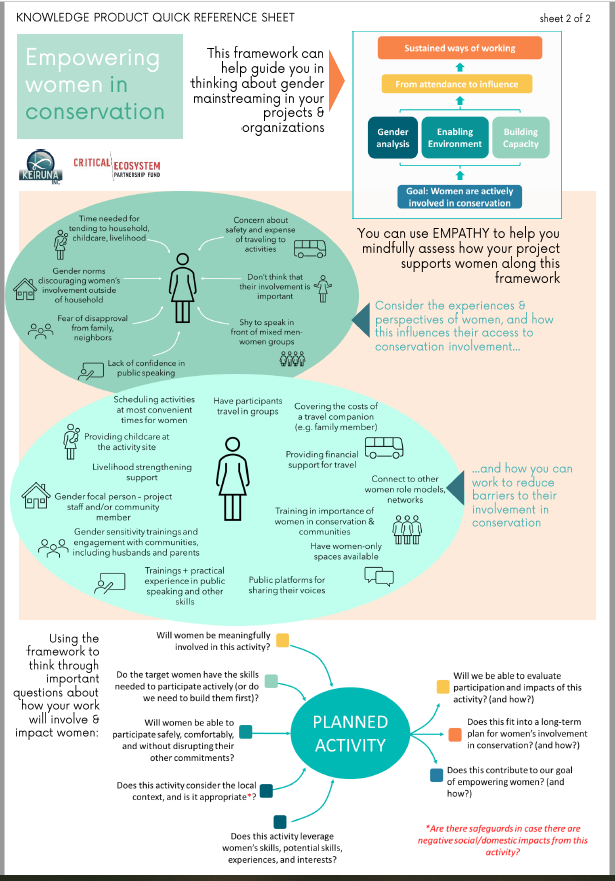 KNOWLEDGE PRODUCT QUICK REFERENCE SHEET
sheet 2 of 2
Empowering
women in
conservation
This framework can
help guide you in
thinking about gender
mainstreaming in your
projects &
organizations
Sustained ways of working
From attendance to influence
Gender
analysis
Enabling
Environment
Building
Capacity
Goal: Women are actively
involved in conservation
KEIRUNA
INC.
CRITICAL ECOSYSTEM
PARTNERSHIP FUND
You can use EMPATHY to help you
mindfully assess how your project
supports women along this
framework
Time needed for
tending to household,
childcare, livelihood
Concern about
safety and expense
of traveling to
activities
Gender norms
discouraging women's
involvement outside
of household
Don't think that
their involvement is
important
Fear of disapproval
from family,
neighbors
Shy to speak in
front of mixed men-
women groups
Lack of confidence in
public speaking
Consider the experiences &
perspectives of women, and how
this influences their access to
conservation involvement...
Scheduling activities
at most convenient
times for women
Have participants
travel in groups
Covering the costs of
a travel companion
(e.g. family member)
Providing childcare at
the activity site
Providing financial
support for travel
Livelihood strengthening
support
Connect to other
women role models,
networks
Gender focal person - project
staff and/or community
member
Training in importance of
women in conservation &
communities
Gender sensitivity trainings and
engagement with communities,
including husbands and parents
Have women-only
spaces available
Trainings + practical
experience in public
speaking and other
skills
Public platforms for
sharing their voices
...and how you can
work to reduce
barriers to their
involvement in
conservation
Using the
framework to
think through
important
questions about
how your work
will involve &
impact women:
Will women be meaningfully
involved in this activity?
Do the target women have the skills
needed to participate actively (or do
we need to build them first)?
Will women be able to
participate safely, comfortably,
and without disrupting their
other commitments?
Does this activity consider the local
context, and is it appropriate*?
Does this activity leverage
women's skills, potential skills,
experiences, and interests?
PLANNED
ACTIVITY
Will we be able to evaluate
participation and impacts of this
activity? (and how?)
Does this fit into a long-term
plan for women's involvement
in conservation? (and how?)
Does this contribute to our goal
of empowering women? (and
how?)
*Are there safeguards in case there are
negative social/domestic impacts from this
activity?